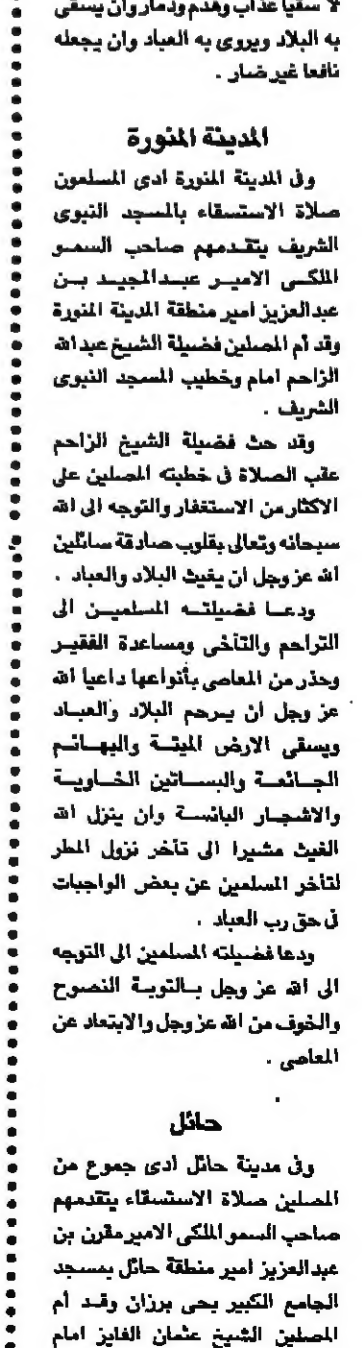 لا سقيا عذاب وهدم ودمار وان يسقى
به البلاد ويروى به العباد وان يجعله
نافعا غير ضار .
المدينة المنورة
وفى المدينة المنورة ادى المسلمون
صلاة الاستسقاء بالمسجد النبوى
الشريف يتقدمهم صاحب السمو
الملكى الامير عبدالمجيد بن
عبدالعزيز امير منطقة المدينة المنورة
وقد أم المصلين فضيلة الشيخ عبدالله
الزاحم امام وخطيب المسجد النبوى
الشريف .
وقد حث فضيلة الشيخ الزاحم
عقب الصلاة فى خطبته المصلين على
الاكثار من الاستغفار والتوجه الى الله
سبحانه وتعالى بقلوب صادقة سائلين
الله عز وجل ان يغيث البلاد والعباد .
ودعا فضيلته المسلمين الى
التراحم والتآخى ومساعدة الفقير
وحذر من المعاصى بأنواعها داعيا الله
عز وجل ان يرحم البلاد والعباد
ويسقى الارض الميتة والبهائم
الجائعة والبساتين الخاوية
والاشجار اليائسة وان ينزل الله
الغيث مشيرا الى تأخر نزول المطر
لتأخر المسلمين عن بعض الواجبات
فى حق رب العباد .
ودعا فضيلته المسلمين الى التوجه
الى الله عز وجل بالتوبة النصوح
والخوف من الله عز وجل والابتعاد عن
المعاصى .
حائل
وفى مدينة حائل ادى جموع من
المصلين صلاة الاستسقاء يتقدمهم
صاحب السمو الملكى الامير مقرن بن
عبدالعزيز امير منطقة حائل بمسجد
الجامع الكبير بحى برزان وقد أم
المصلين الشيخ عثمان الفايز امام